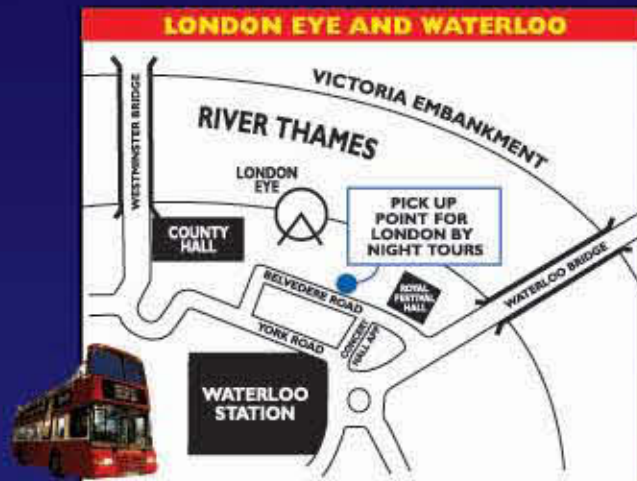 LONDON EYE AND WATERLOO
WESTMINSTER BRIDGE
VICTORIA EMBANKMENT
RIVER THAMES
LONDON
EYE
PICK UP
POINT FOR
LONDON BY
NIGHT TOURS
COUNTY
HALL
ROYAL
FESTIVAL
HALL
WATERLOO BRIDGE
BELVEDERE ROAD
YORK ROAD
CONCERT
HALL APP
WATERLOO
STATION